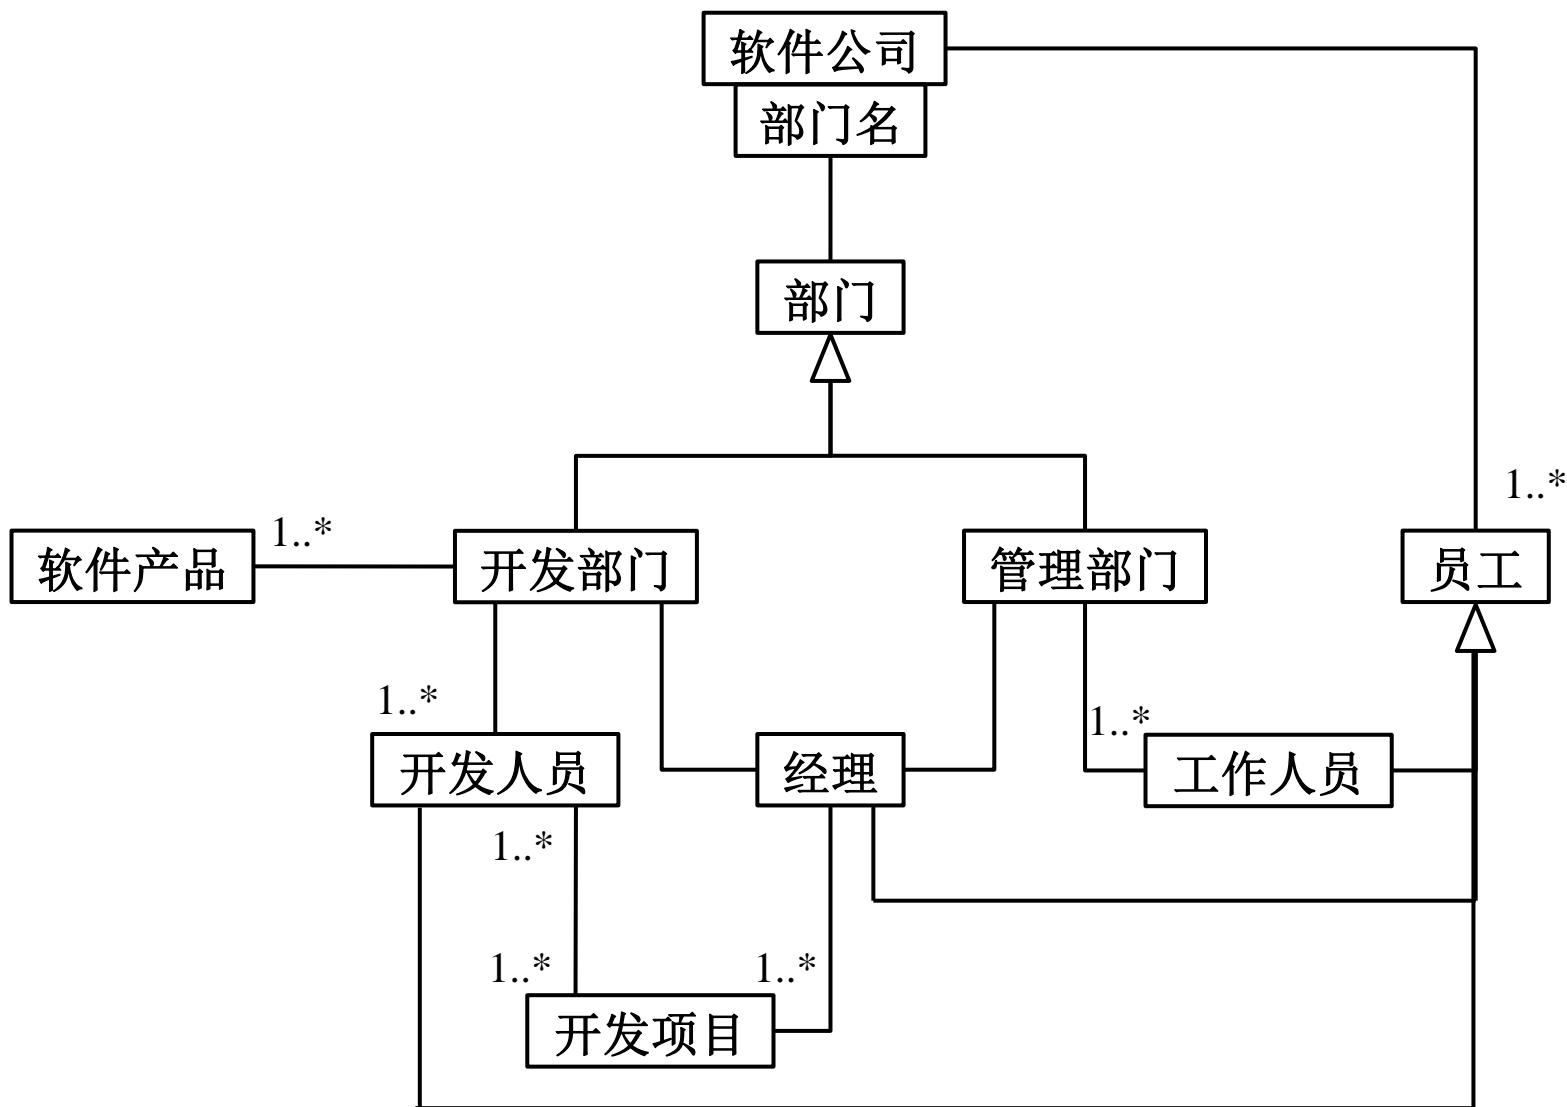 软件公司
部门名
部门
1..*
1..*
软件产品
开发部门
管理部门
员工
1..*
1..*
开发人员
经理
工作人员
1..*
1..*
1..*
开发项目